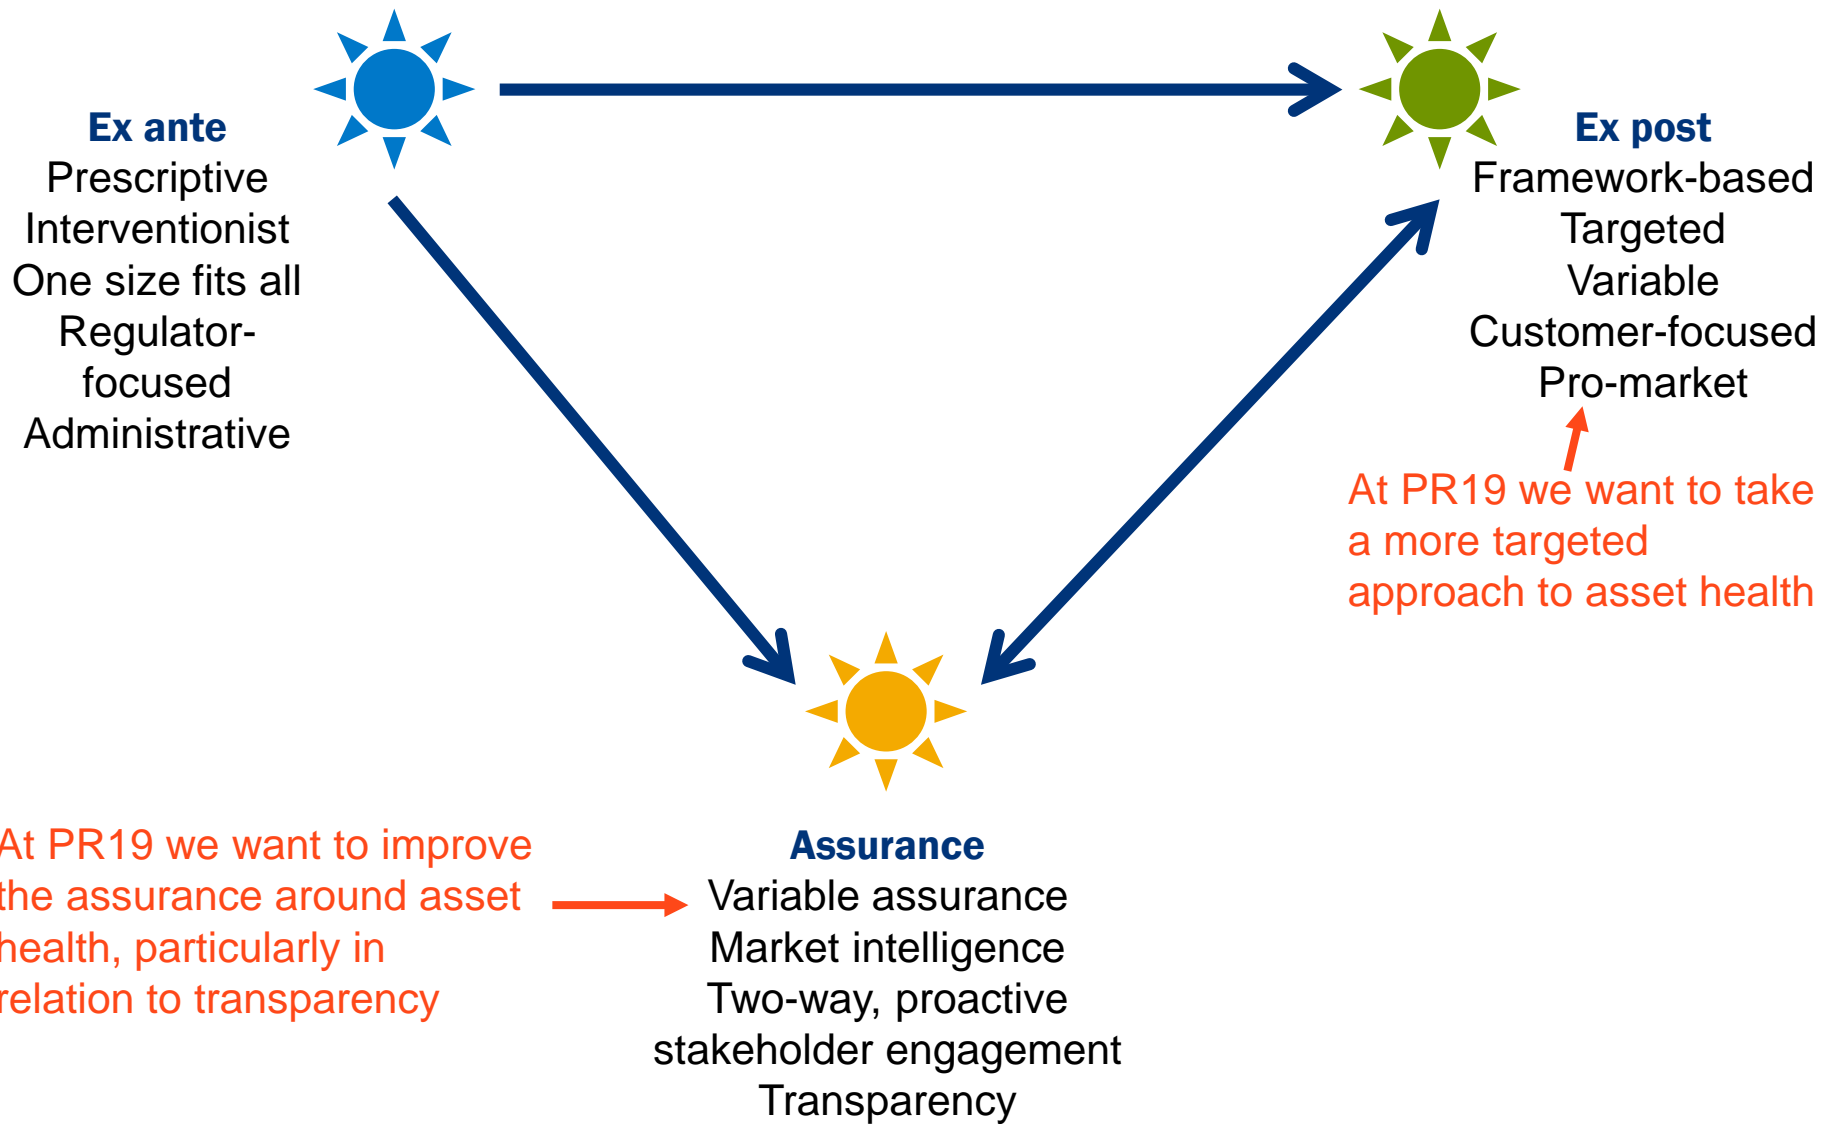 Ex ante
Prescriptive
Interventionist
One size fits all
Regulator-
focused
Administrative
Ex post
Framework-based
Targeted
Variable
Customer-focused
Pro-market
At PR19 we want to take
a more targeted
approach to asset health
At PR19 we want to improve
the assurance around asset
health, particularly in
relation to transparency
Assurance
Variable assurance
Market intelligence
Two-way, proactive
stakeholder engagement
Transparency